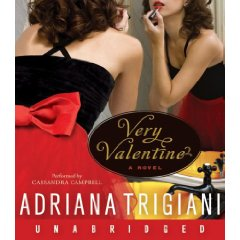 Very
Valentine
A NOVEL
Performed by
CASSANDRA CAMPBELL
ADRIANA TRIGIANI
UNABRIDGED